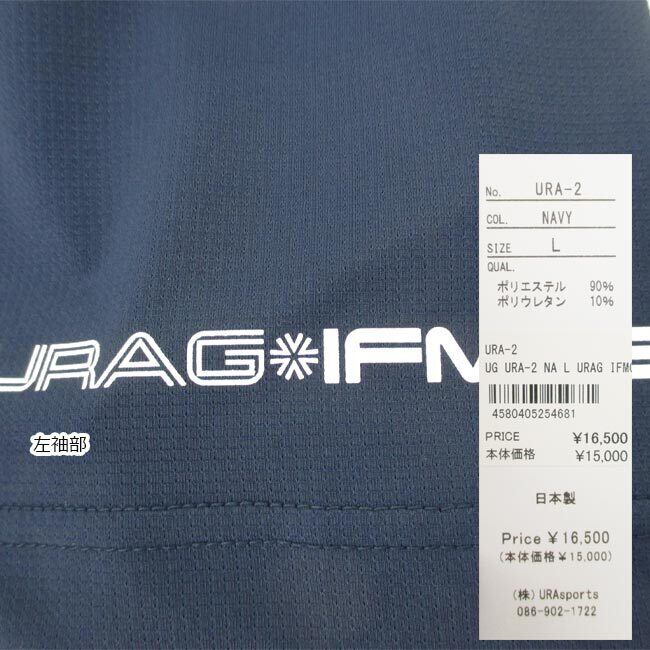 URAG✳IFM
左袖部
No. URA-2
COL. NAVY
SIZE L
QUAL.
ポリエステル 90%
ポリウレタン 10%
URA-2
UG URA-2 NA L URAG IFM
4580405254681
PRICE ¥16,500
本体価格 ¥15,000
日本製
Price ¥16,500
(本体価格¥15,000)
(株) URAsports
086-902-1722